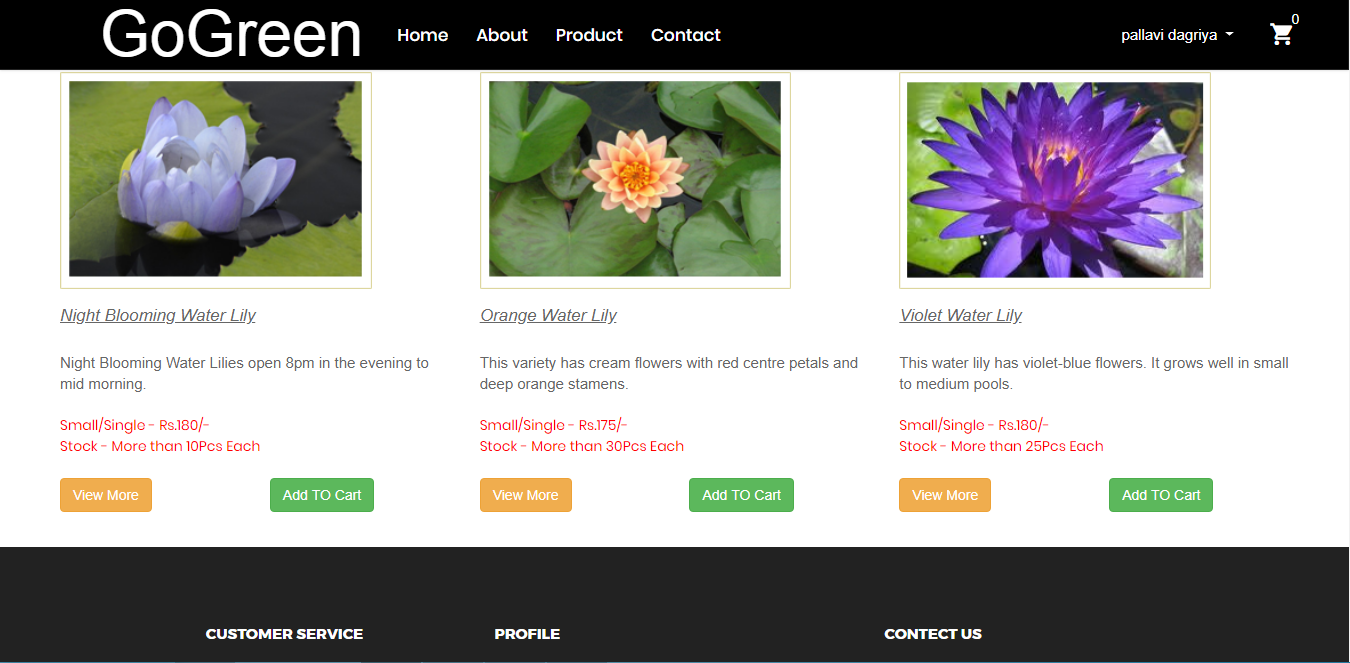 GoGreen Home About Product Contact pallavi dagriya 0
Night Blooming Water Lily
Night Blooming Water Lilies open 8pm in the evening to
mid morning.
Small/Single - Rs.180/-
Stock - More than 10Pcs Each
View More Add TO Cart
Orange Water Lily
This variety has cream flowers with red centre petals and
deep orange stamens.
Small/Single - Rs.175/-
Stock - More than 30Pcs Each
View More Add TO Cart
Violet Water Lily
This water lily has violet-blue flowers. It grows well in small
to medium pools.
Small/Single - Rs.180/-
Stock - More than 25Pcs Each
View More Add TO Cart
CUSTOMER SERVICE PROFILE CONTECT US